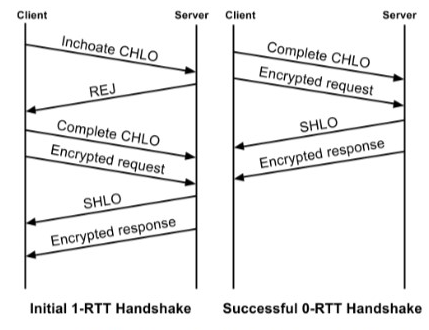 Client
Server
Inchoate CHLO
REJ
Complete CHLO
Encrypted request
SHLO
Encrypted response
Initial 1-RTT Handshake
Client
Server
Complete CHLO
Encrypted request
SHLO
Encrypted response
Successful 0-RTT Handshake